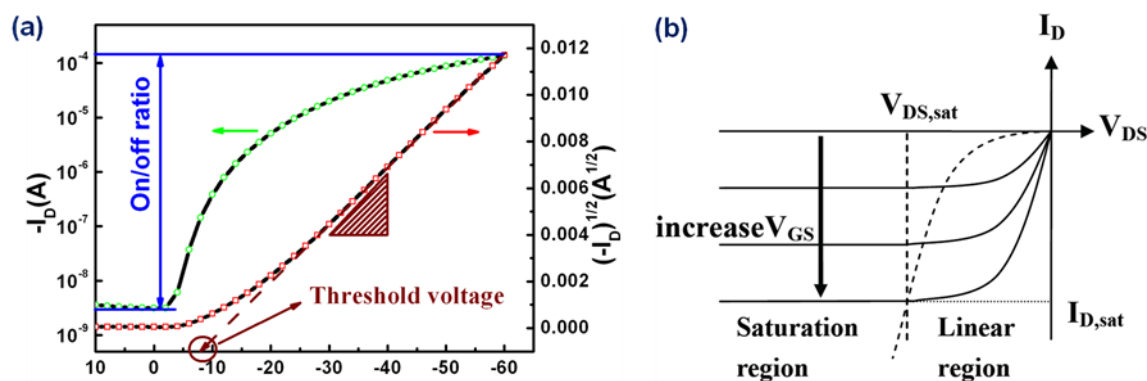 (a)
On/off ratio
-I_D(A)
10^-4
10^-5
10^-6
10^-7
10^-8
10^-9
10 0 -10 -20 -30 -40 -50 -60
Threshold voltage
0.012
0.010
0.008
0.006
0.004
0.002
0.000
(-I_D)^1/2(A^1/2)
(b)
I_D
V_DS,sat
V_DS
increaseV_GS
I_D,sat
Saturation region
Linear region